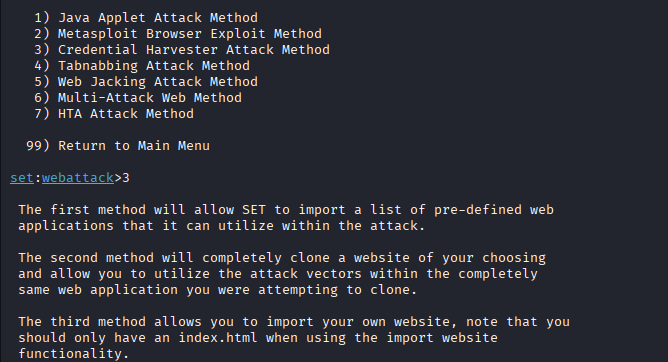 1) Java Applet Attack Method
2) Metasploit Browser Exploit Method
3) Credential Harvester Attack Method
4) Tabnabbing Attack Method
5) Web Jacking Attack Method
6) Multi-Attack Web Method
7) HTA Attack Method
99) Return to Main Menu
set:webattack>3
The first method will allow SET to import a list of pre-defined web
applications that it can utilize within the attack.
The second method will completely clone a website of your choosing
and allow you to utilize the attack vectors within the completely
same web application you were attempting to clone.
The third method allows you to import your own website, note that you
should only have an index.html when using the import website
functionality.